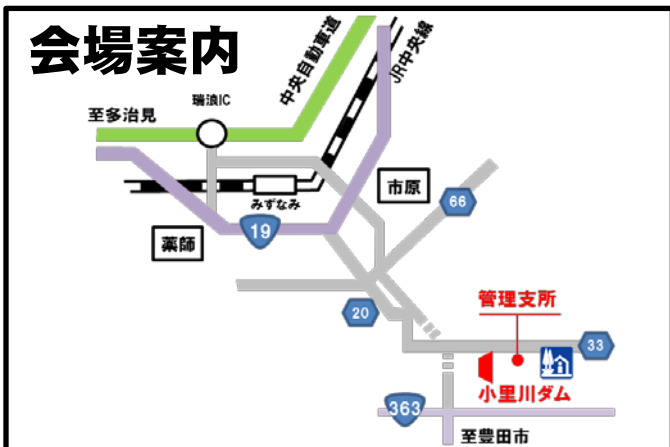 会場案内
中央自動車道
JR中央線
瑞浪IC
至多治見
みずなみ
市原
66
薬師
19
20
管理支所
33
小里川ダム
363
至豊田市